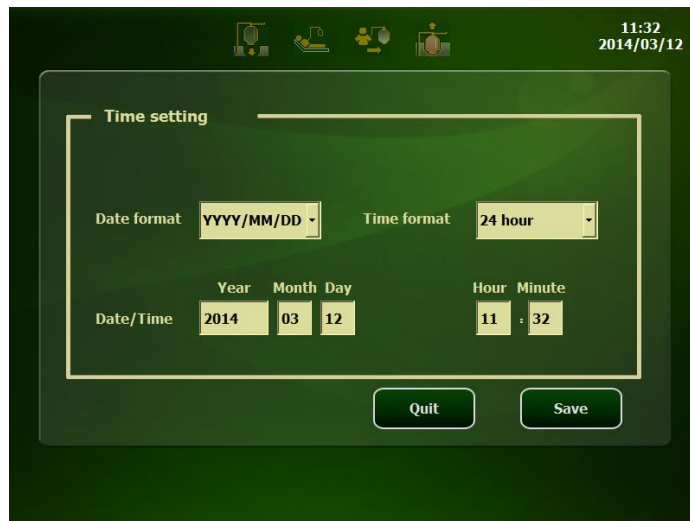 11:32
2014/03/12
Time setting
Date format YYYY/MM/DD Time format 24 hour
Year Month Day Hour Minute
Date/Time 2014 03 12 11 : 32
Quit Save